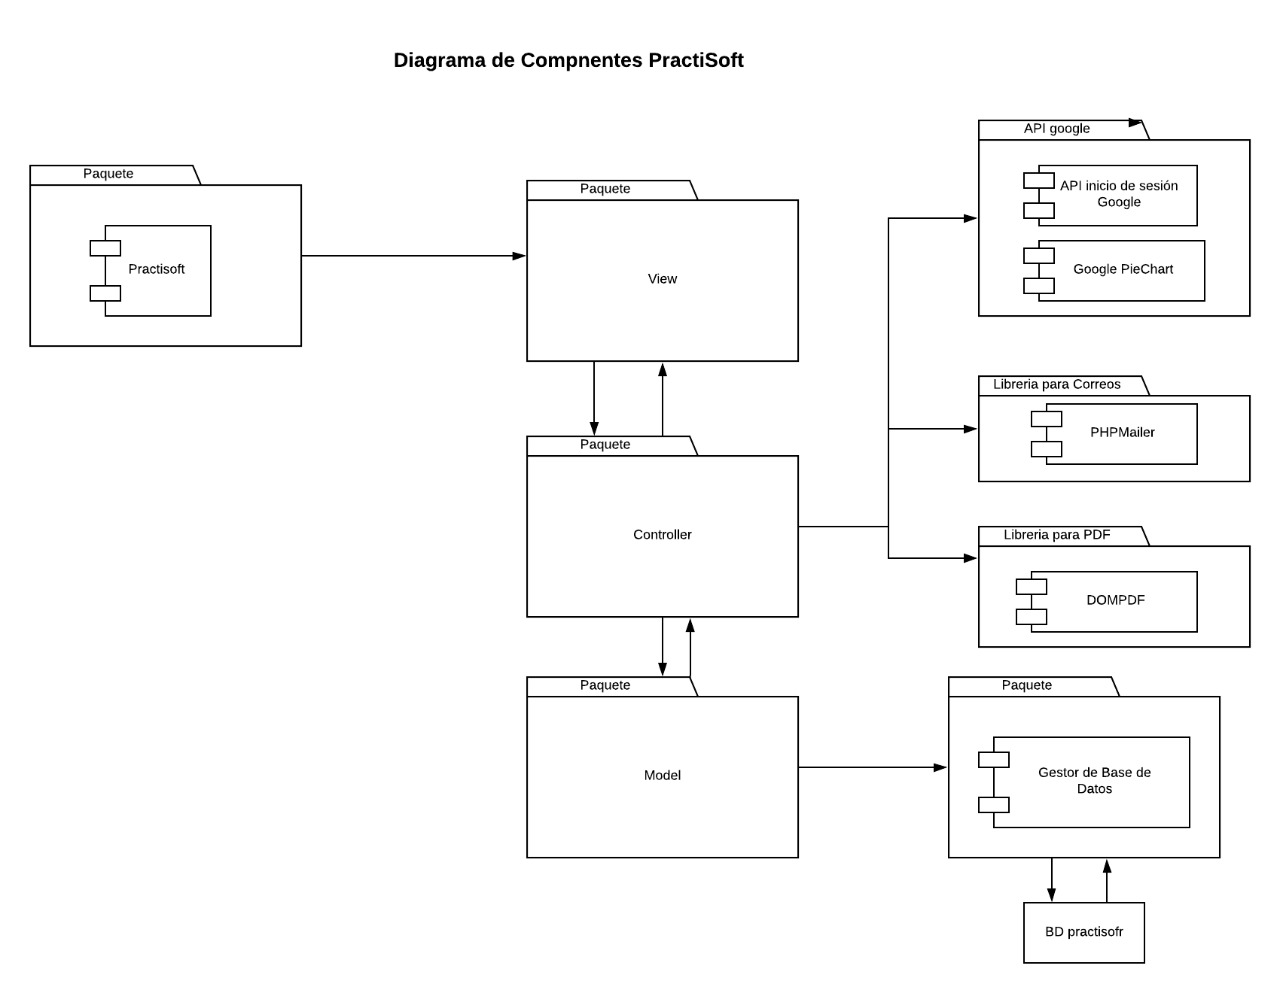 Diagrama de Compnentes PractiSoft
Paquete
Practisoft
Paquete
View
Paquete
Controller
Paquete
Model
API google
API inicio de sesión
Google
Google PieChart
Libreria para Correos
PHPMailer
Libreria para PDF
DOMPDF
Paquete
Gestor de Base de
Datos
BD practisofr